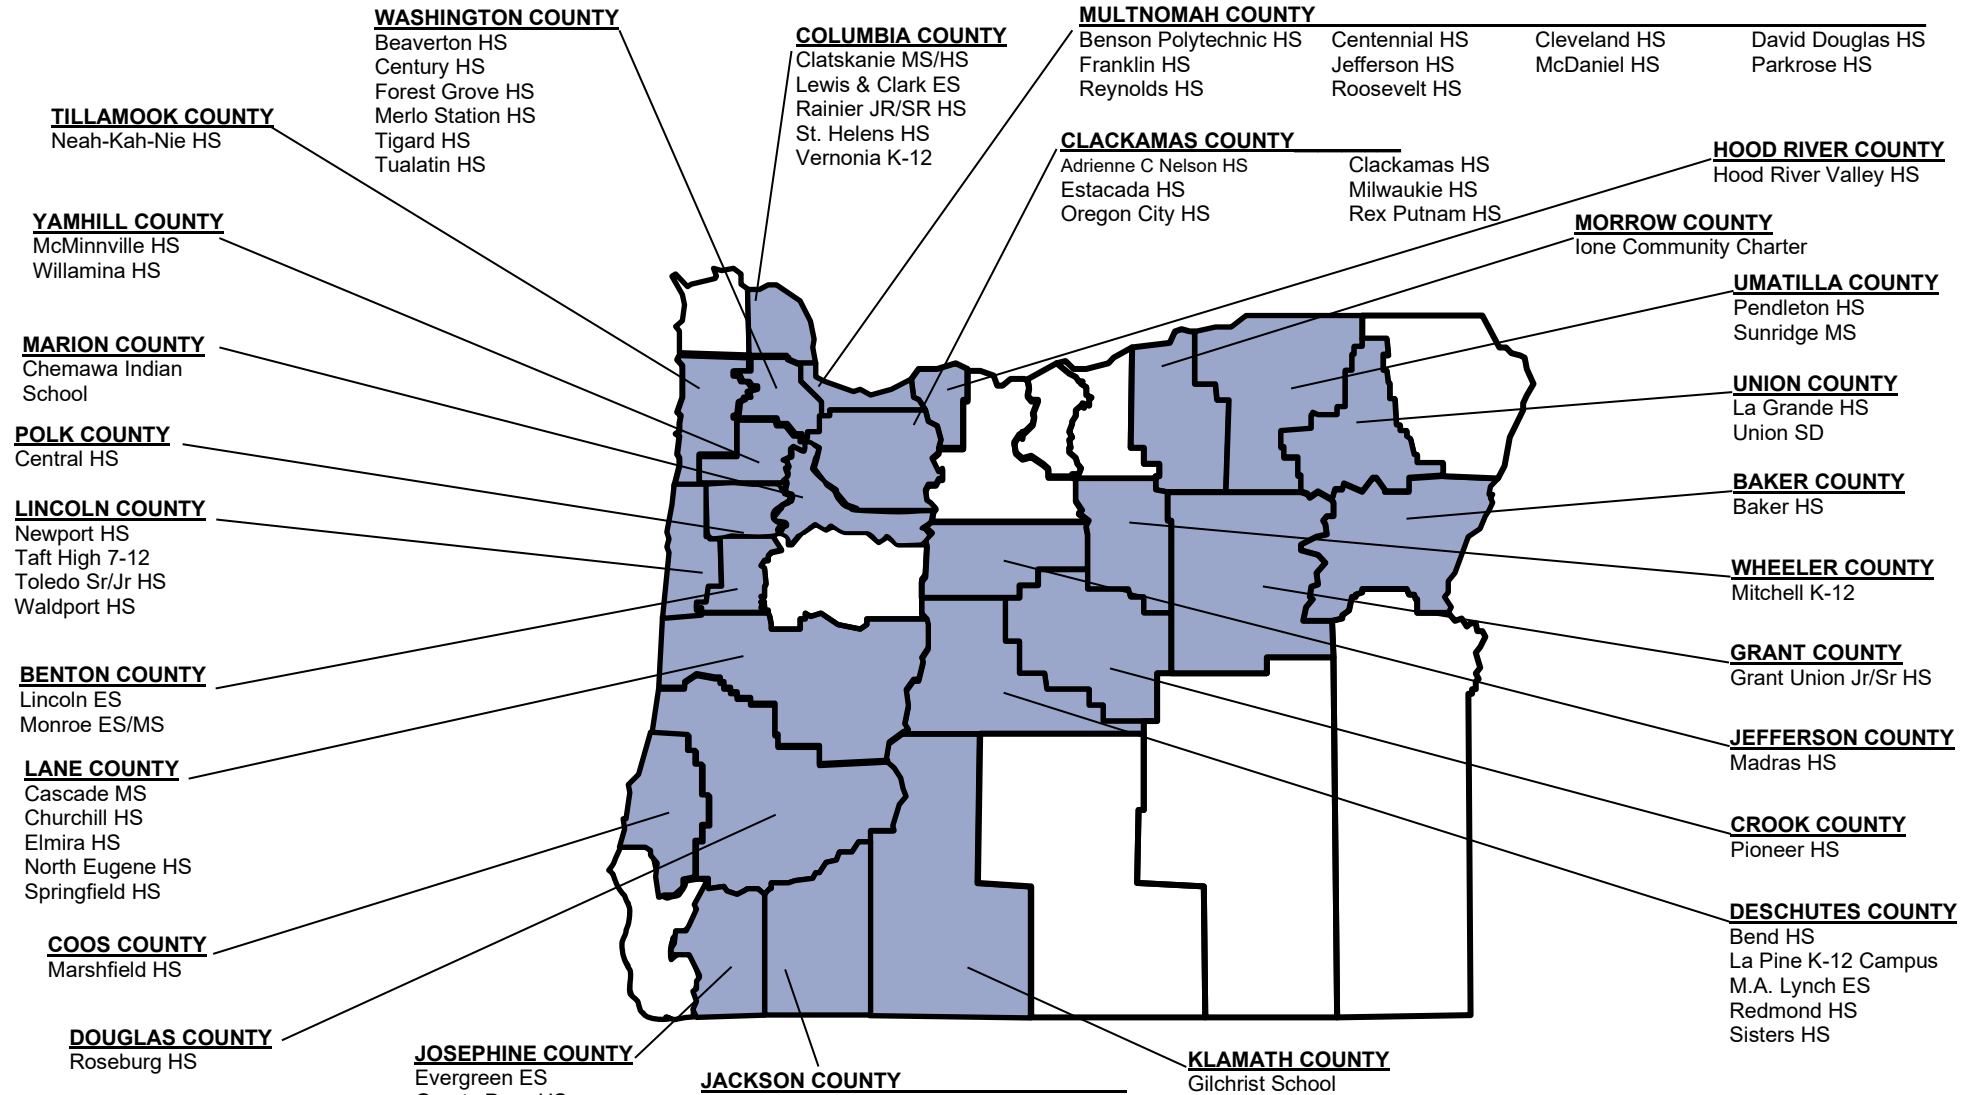 WASHINGTON COUNTY
Beaverton HS
Century HS
Forest Grove HS
Merlo Station HS
Tigard HS
Tualatin HS
COLUMBIA COUNTY
Clatskanie MS/HS
Lewis & Clark ES
Rainier JR/SR HS
St. Helens HS
Vernonia K-12
MULTNOMAH COUNTY
Benson Polytechnic HS Centennial HS Cleveland HS David Douglas HS
Franklin HS Jefferson HS McDaniel HS Parkrose HS
Reynolds HS Roosevelt HS
CLACKAMAS COUNTY
Adrienne C Nelson HS Clackamas HS
Estacada HS Milwaukie HS
Oregon City HS Rex Putnam HS
HOOD RIVER COUNTY
Hood River Valley HS
MORROW COUNTY
Ione Community Charter
UMATILLA COUNTY
Pendleton HS
Sunridge MS
UNION COUNTY
La Grande HS
Union SD
BAKER COUNTY
Baker HS
WHEELER COUNTY
Mitchell K-12
GRANT COUNTY
Grant Union Jr/Sr HS
JEFFERSON COUNTY
Madras HS
CROOK COUNTY
Pioneer HS
DESCHUTES COUNTY
Bend HS
La Pine K-12 Campus
M.A. Lynch ES
Redmond HS
Sisters HS
TILLAMOOK COUNTY
Neah-Kah-Nie HS
YAMHILL COUNTY
McMinnville HS
Willamina HS
MARION COUNTY
Chemawa Indian
School
POLK COUNTY
Central HS
LINCOLN COUNTY
Newport HS
Taft High 7-12
Toledo Sr/Jr HS
Waldport HS
BENTON COUNTY
Lincoln ES
Monroe ES/MS
LANE COUNTY
Cascade MS
Churchill HS
Elmira HS
North Eugene HS
Springfield HS
COOS COUNTY
Marshfield HS
DOUGLAS COUNTY
Roseburg HS
JOSEPHINE COUNTY
Evergreen ES
JACKSON COUNTY
KLAMATH COUNTY
Gilchrist School